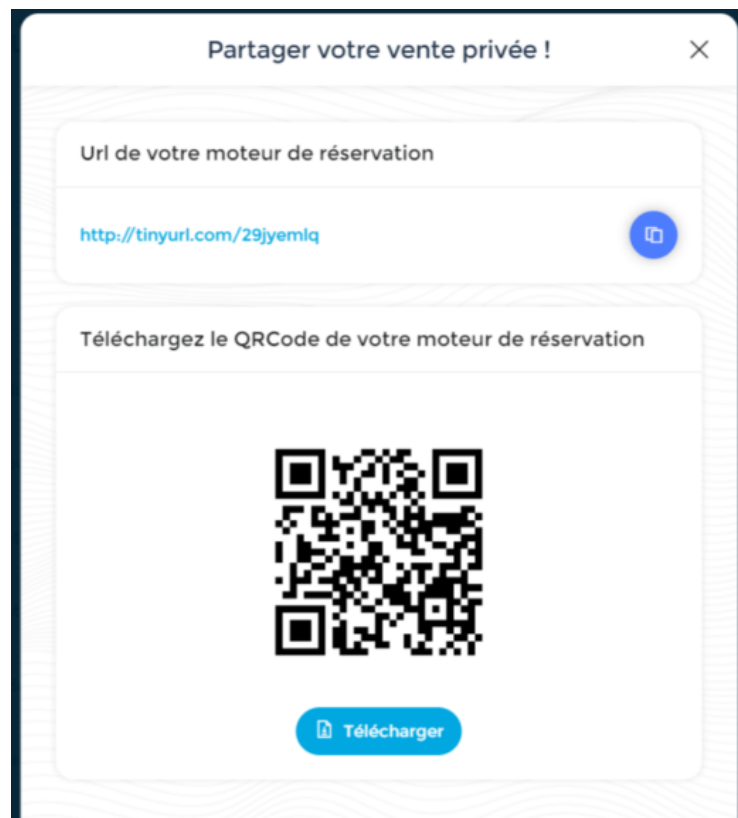 Partager votre vente privée !
Url de votre moteur de réservation
http://tinyurl.com/29jyemlq
Téléchargez le QRCode de votre moteur de réservation
Télécharger